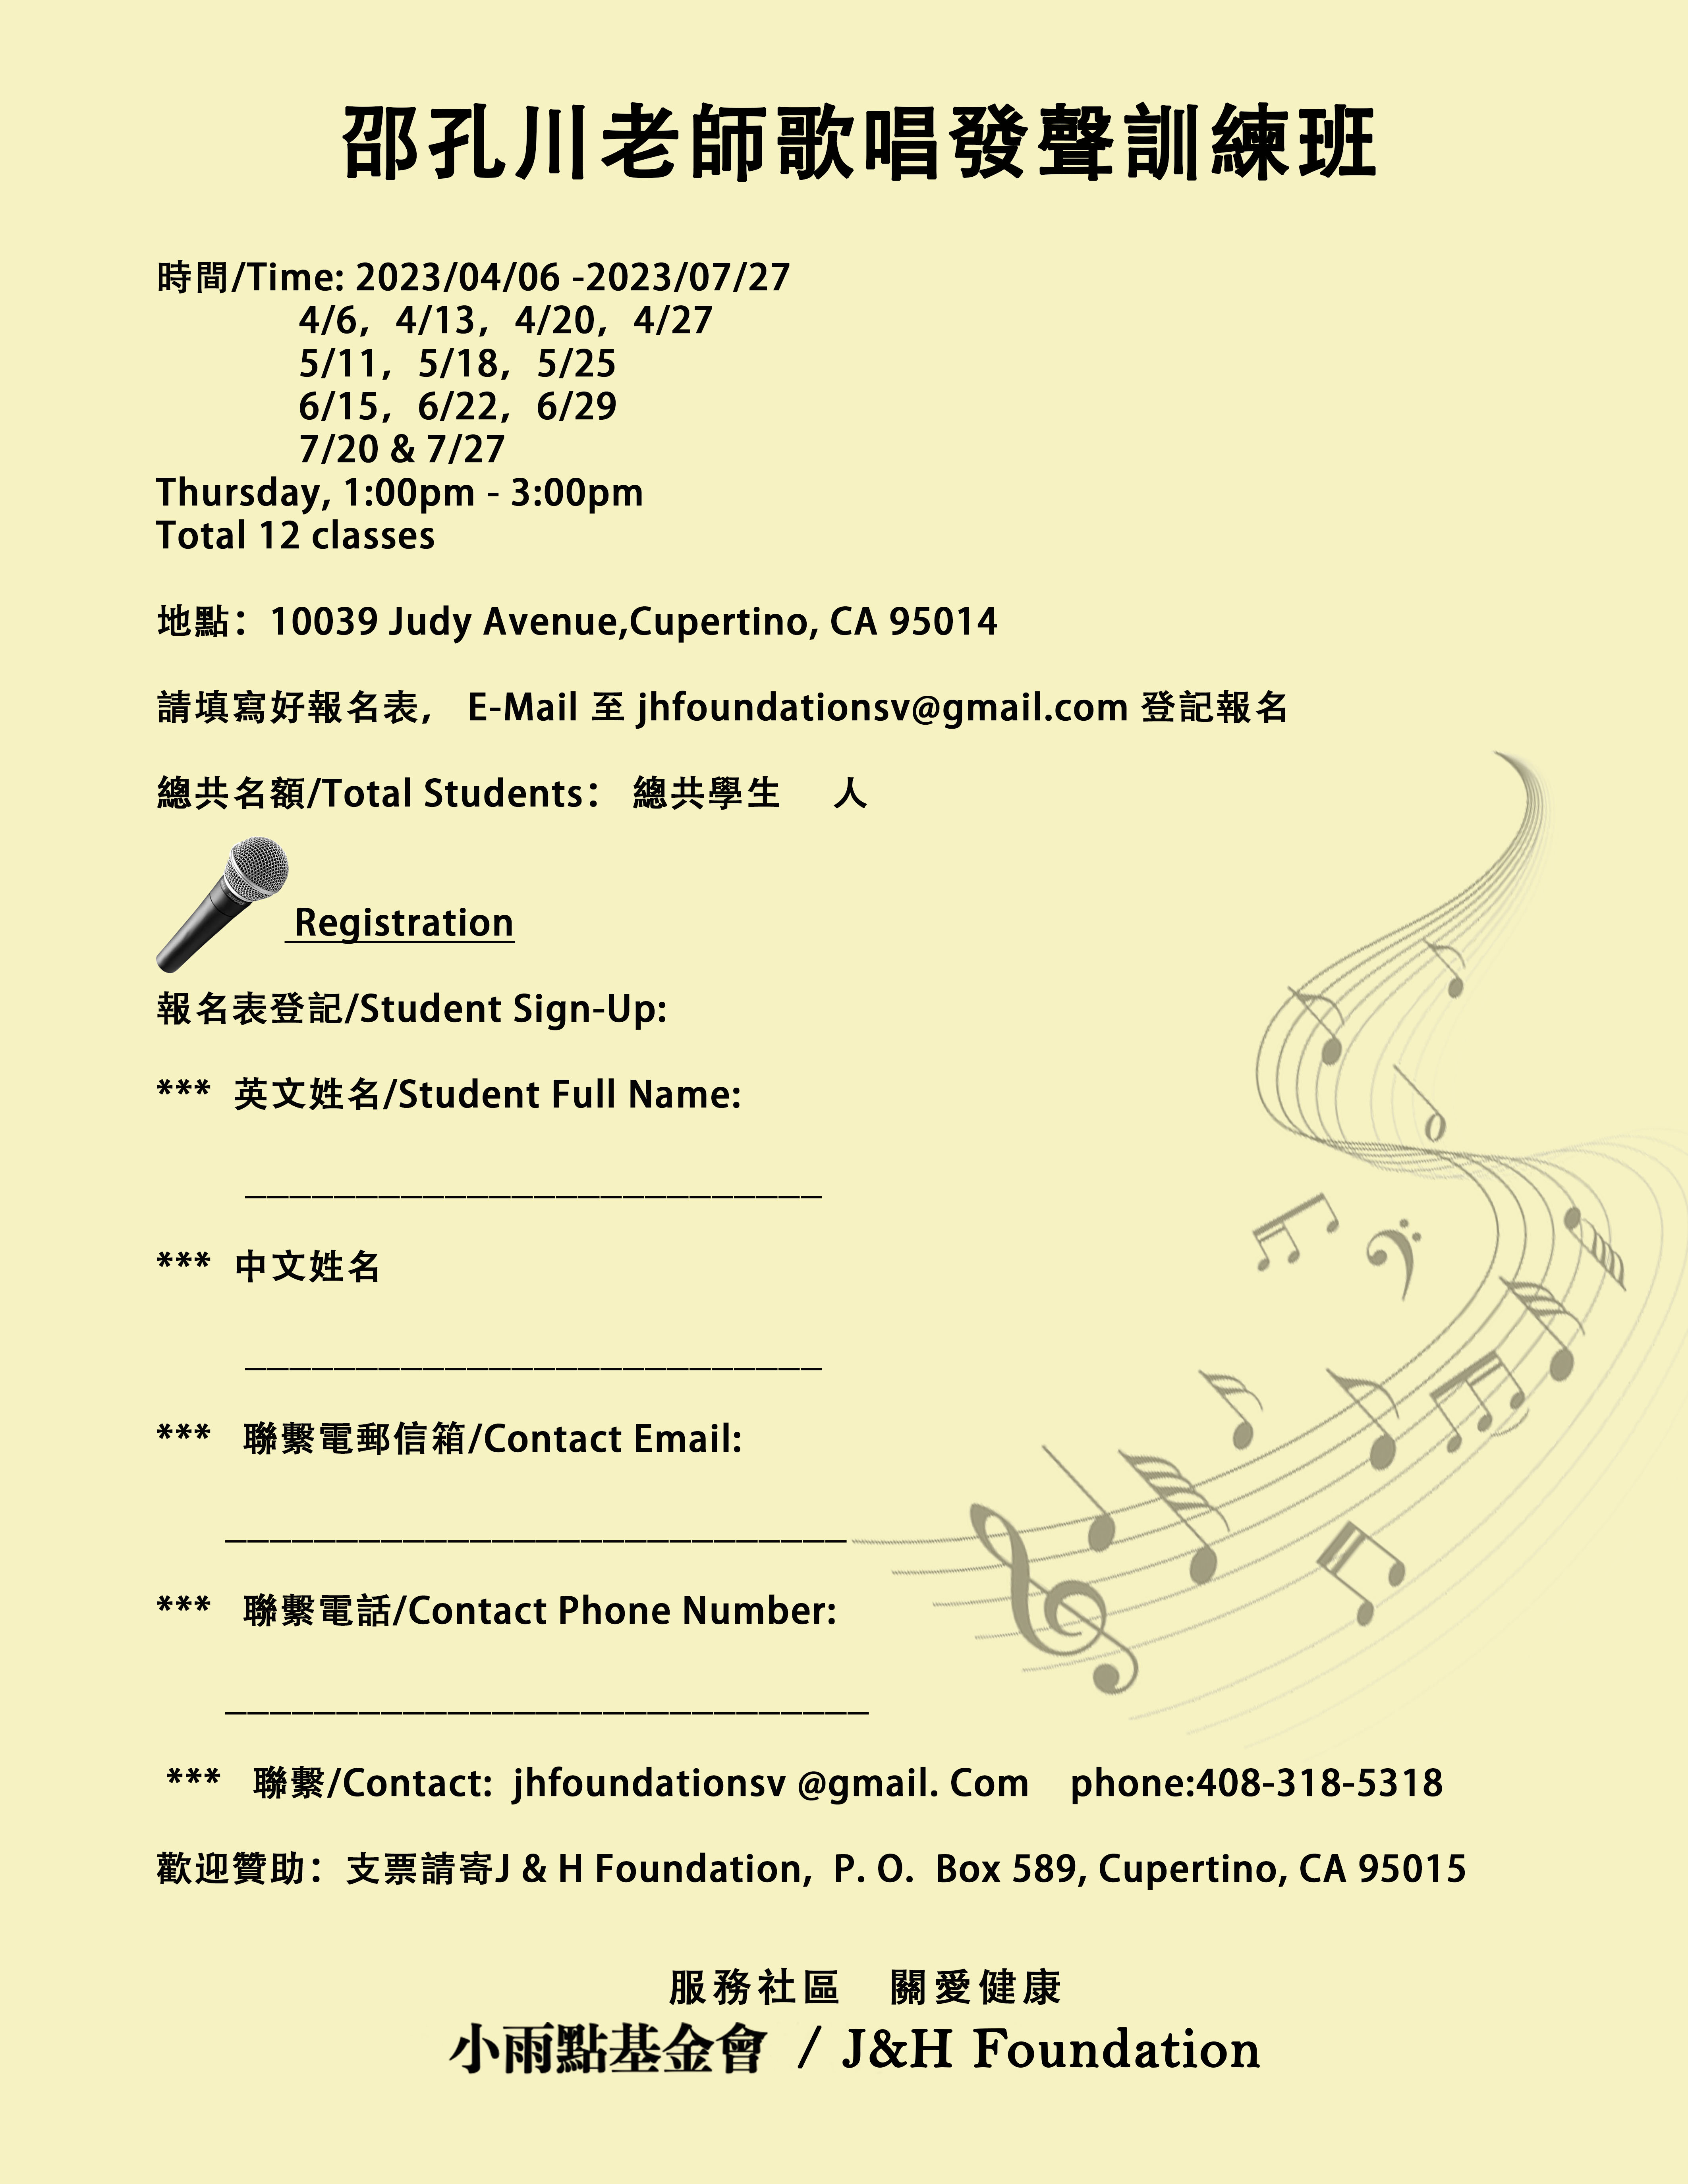 邵孔川老師歌唱發聲訓練班
時間/Time: 2023/04/06 -2023/07/27
4/6， 4/13， 4/20， 4/27
5/11， 5/18， 5/25
6/15， 6/22， 6/29
7/20 & 7/27
Thursday, 1:00pm - 3:00pm
Total 12 classes
地點：10039 Judy Avenue,Cupertino, CA 95014
請填寫好報名表， E-Mail 至 jhfoundationsv@gmail.com 登記報名
總共名額/Total Students： 總共學生 人
Registration
報名表登記/Student Sign-Up:
*** 英文姓名/Student Full Name:
__________________________
*** 中文姓名
__________________________
*** 聯繫電郵信箱/Contact Email:
____________________________
*** 聯繫電話/Contact Phone Number:
_____________________________
*** 聯繫/Contact: jhfoundationsv @gmail. Com phone:408-318-5318
歡迎贊助：支票請寄J & H Foundation, P. O. Box 589, Cupertino, CA 95015
服務社區 關愛健康
小雨點基金會 / J&H Foundation